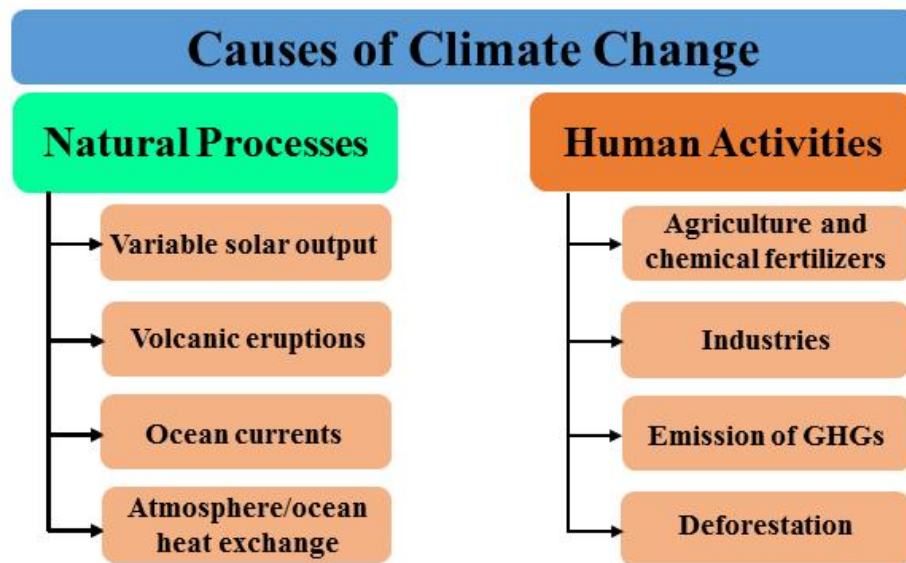 Causes of Climate Change
Natural Processes
Variable solar output
Volcanic eruptions
Ocean currents
Atmosphere/ocean
heat exchange
Human Activities
Agriculture and
chemical fertilizers
Industries
Emission of GHGs
Deforestation